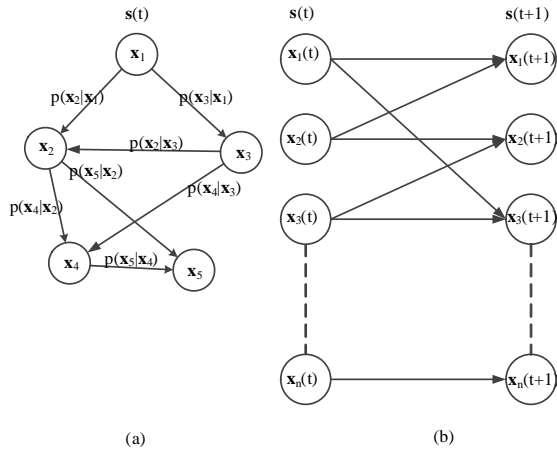 s(t)
x1
p(x2|x1)
p(x3|x1)
x2
p(x2|x3)
x3
p(x5|x2)
p(x4|x3)
p(x4|x2)
x4
p(x5|x4)
x5
(a)
s(t)
s(t+1)
x1(t)
x1(t+1)
x2(t)
x2(t+1)
x3(t)
x3(t+1)
xn(t)
xn(t+1)
(b)